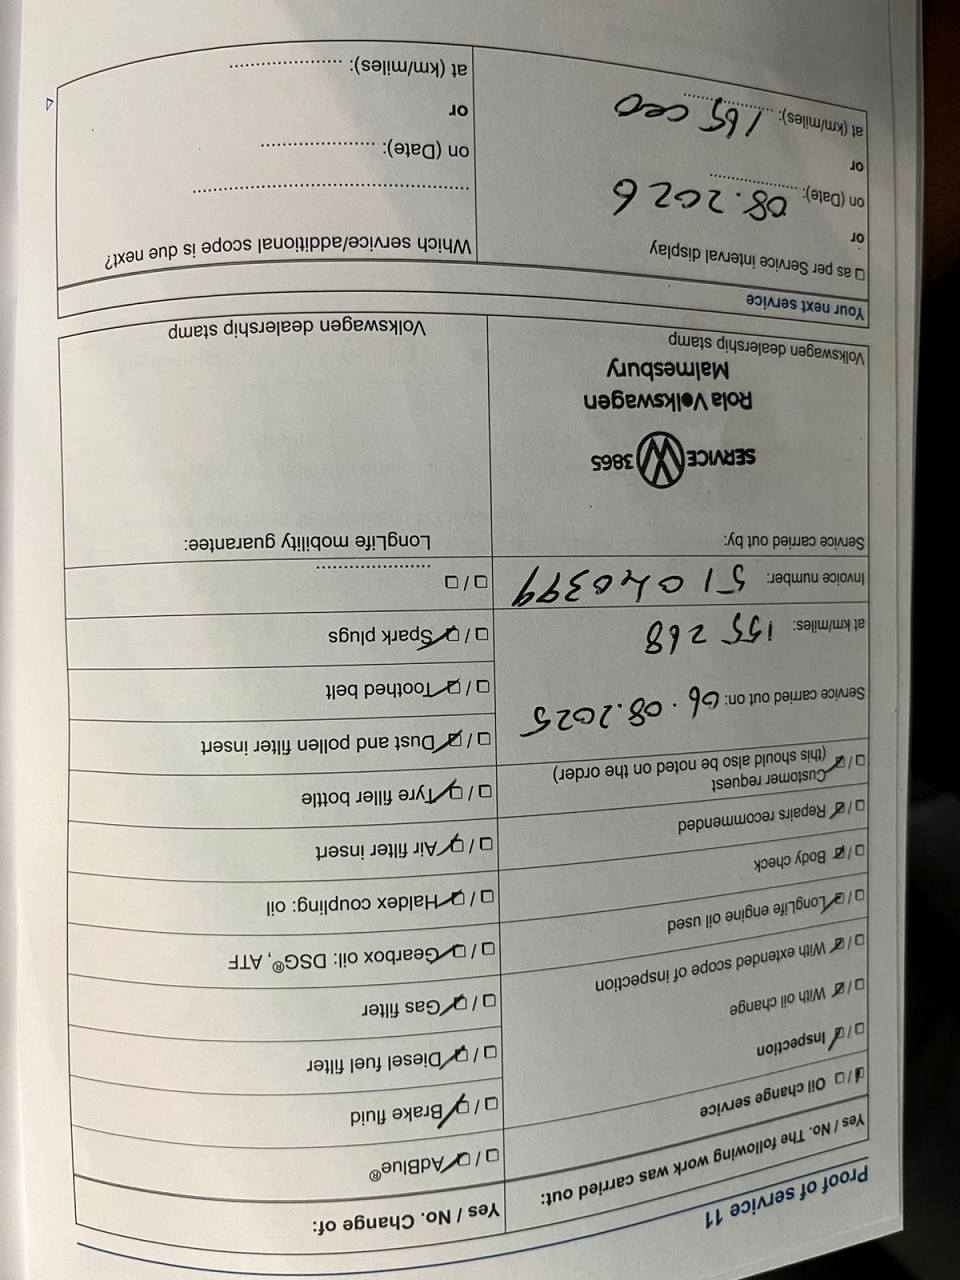 Proof of service 11
Yes / No. The following work was carried out:
☑ / ☐ Oil change service
☐ / ☑ Inspection
☐ / ☑ With oil change
☐ / ☑ With extended scope of inspection
☐ / ☑ LongLife engine oil used
☐ / ☑ Body check
☐ / ☑ Repairs recommended
☐ / ☑ Customer request
(this should also be noted on the order)
Service carried out on: 06.08.2025
at km/miles: 155 268
Invoice number:
Service carried out by:
SERVICE 3865
Rola Volkswagen
Malmesbury
Volkswagen dealership stamp
Yes / No. Change of:
☐ / ☑ AdBlue®
☐ / ☑ Brake fluid
☐ / ☑ Diesel fuel filter
☐ / ☑ Gas filter
☐ / ☑ Gearbox oil: DSG®, ATF
☐ / ☑ Haldex coupling: oil
☐ / ☑ Air filter insert
☐ / ☑ Tyre filler bottle
☐ / ☑ Dust and pollen filter insert
☐ / ☑ Toothed belt
☐ / ☑ Spark plugs
☐ / ☐ ....................
LongLife mobility guarantee:
Volkswagen dealership stamp
Your next service
☐ as per Service interval display
or
on (Date): 08.2026
or
at (km/miles): 165 000
Which service/additional scope is due next?
..................................................
on (Date): ....................
or
at (km/miles): ....................